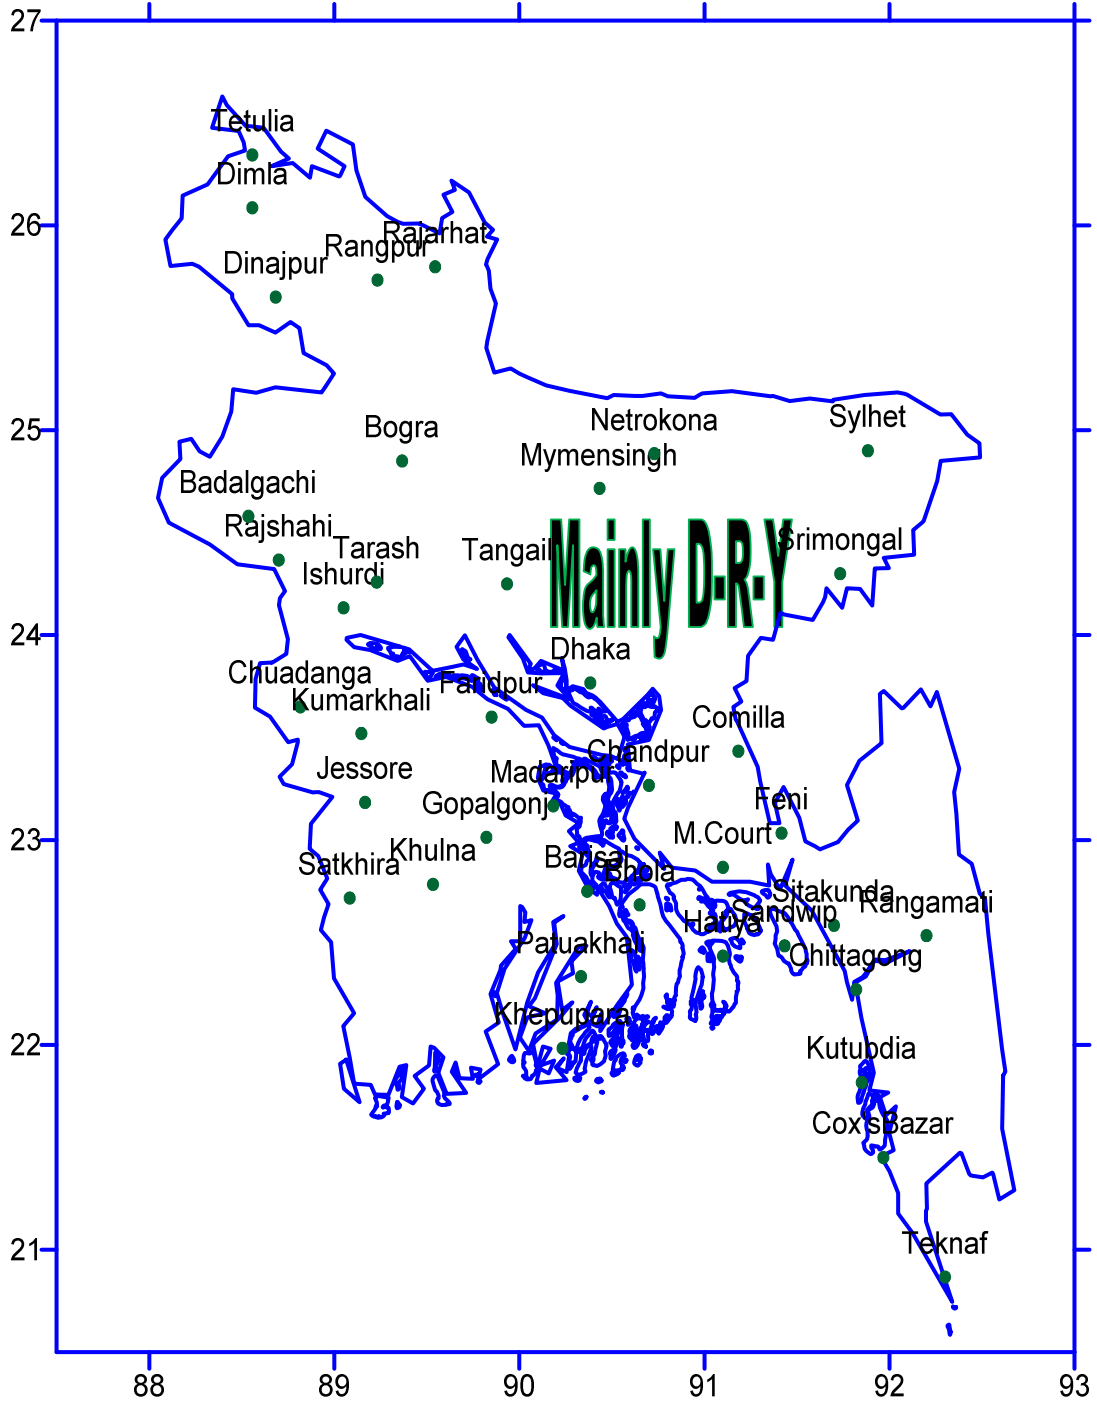 27
Tetulia
Dimla
26
Rajarhat
Rangpur
Dinajpur
25
Sylhet
Netrokona
Bogra
Mymensingh
Badalgachi
Rajshahi
Srimongal
Tarash
Tangail
Ishurdi
Mainly D-R-Y
24
Dhaka
Chuadanga
Faridpur
Kumarkhali
Comilla
Chandpur
Jessore
Madaripur
Feni
Gopalgonj
23
M.Court
Khulna
Barisal
Satkhira
Bhola
Sitakunda
Rangamati
Sandwip
Hatiya
Patuakhali
Chittagong
Khepupara
22
Kutubdia
Cox'sBazar
21
Teknaf
88 89 90 91 92 93